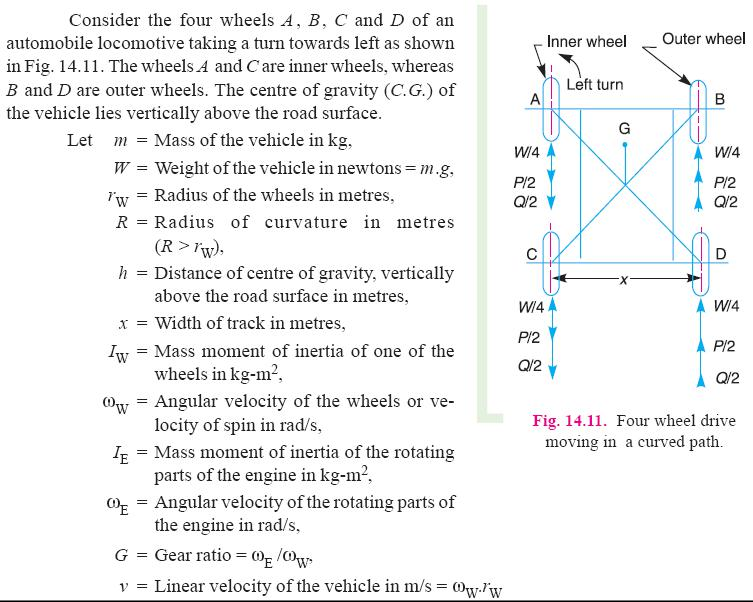 Consider the four wheels A, B, C and D of an
automobile locomotive taking a turn towards left as shown
in Fig. 14.11. The wheels A and C are inner wheels, whereas
B and D are outer wheels. The centre of gravity (C.G.) of
the vehicle lies vertically above the road surface.
Let m = Mass of the vehicle in kg,
W = Weight of the vehicle in newtons = m.g,
rW = Radius of the wheels in metres,
R = Radius of curvature in metres
(R > rW),
h = Distance of centre of gravity, vertically
above the road surface in metres,
x = Width of track in metres,
IW = Mass moment of inertia of one of the
wheels in kg-m²,
ωW = Angular velocity of the wheels or ve-
locity of spin in rad/s,
IE = Mass moment of inertia of the rotating
parts of the engine in kg-m²,
ωE = Angular velocity of the rotating parts of
the engine in rad/s,
G = Gear ratio = ωE /ωW,
v = Linear velocity of the vehicle in m/s = ωW.rW
Inner wheel
Outer wheel
Left turn
A
B
G
W/4
W/4
P/2
P/2
Q/2
Q/2
C
D
x
W/4
W/4
P/2
P/2
Q/2
Q/2
Fig. 14.11. Four wheel drive
moving in a curved path.